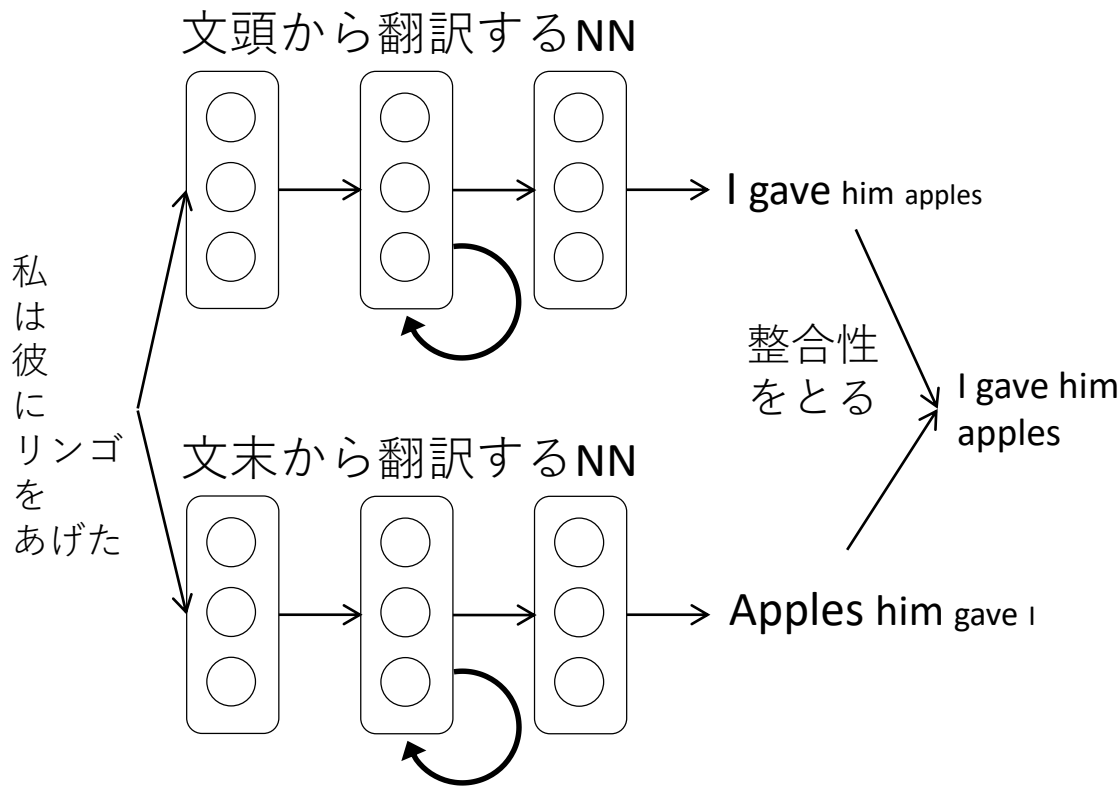 文頭から翻訳するNN
私
は
彼
に
リンゴ
を
あげた
I gave him apples
整合性
をとる
I gave him
apples
文末から翻訳するNN
Apples him gave I